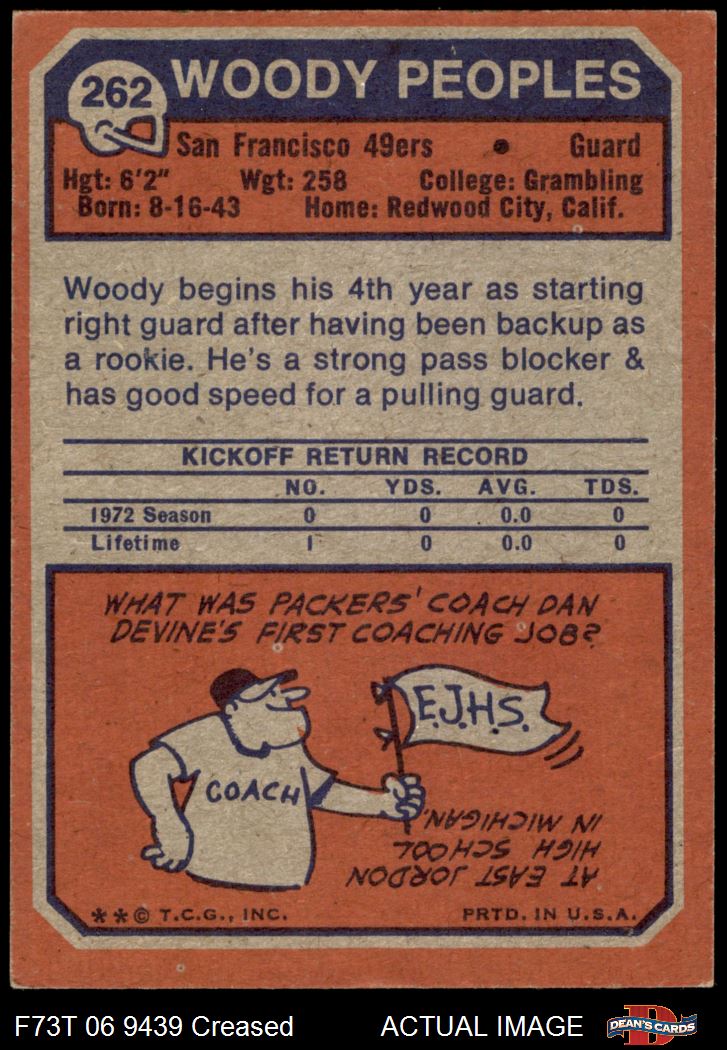 262
WOODY PEOPLES
San Francisco 49ers • Guard
Hgt: 6'2" Wgt: 258 College: Grambling
Born: 8-16-43 Home: Redwood City, Calif.
Woody begins his 4th year as starting
right guard after having been backup as
a rookie. He's a strong pass blocker &
has good speed for a pulling guard.
KICKOFF RETURN RECORD
NO. YDS. AVG. TDS.
1972 Season 0 0 0.0 0
Lifetime 1 0 0.0 0
WHAT WAS PACKERS' COACH DAN
DEVINE'S FIRST COACHING JOB?
E.J.H.S.
COACH
AT EAST JORDON
HIGH SCHOOL
IN MICHIGAN.
**© T.C.G., INC. PRTD. IN U.S.A.
F73T 06 9439 Creased ACTUAL IMAGE
D
DEAN'S CARDS